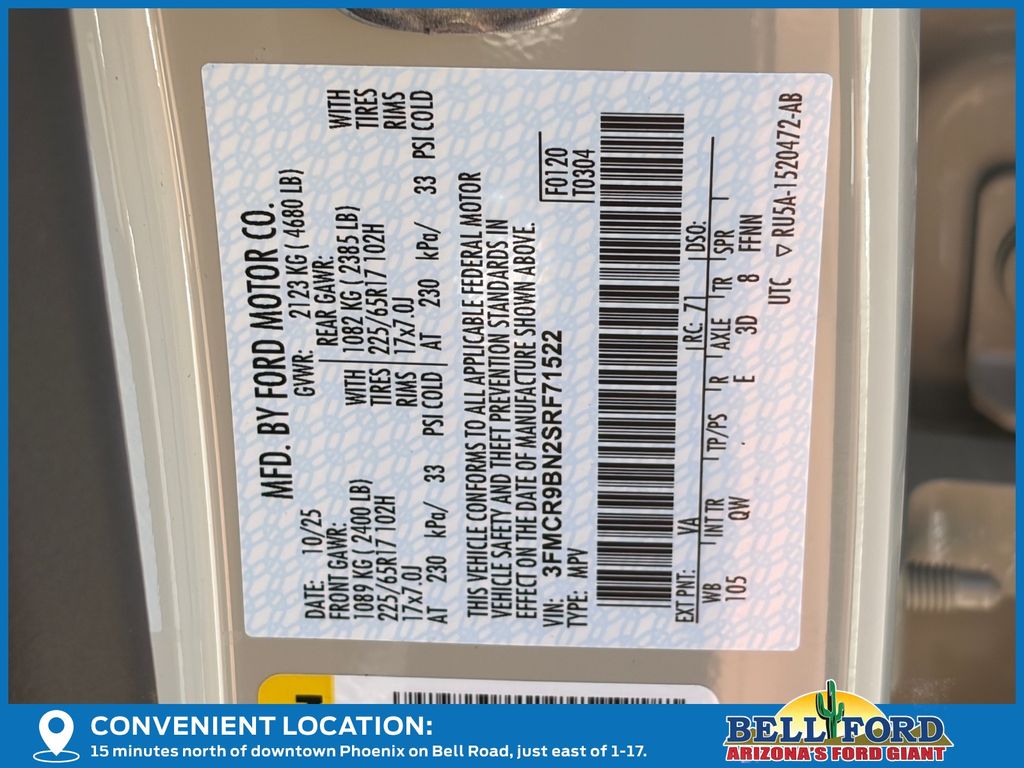 MFD. BY FORD MOTOR CO.
DATE: 10/25 GVWR: 2123 KG ( 4680 LB)
FRONT GAWR: REAR GAWR:
1089 KG ( 2400 LB) WITH 1082 KG ( 2385 LB) WITH
225/65R17 102H TIRES 225/65R17 102H TIRES
17x7.0J RIMS 17x7.0J RIMS
AT 230 kPa/ 33 PSI COLD AT 230 kPa/ 33 PSI COLD
THIS VEHICLE CONFORMS TO ALL APPLICABLE FEDERAL MOTOR
VEHICLE SAFETY AND THEFT PREVENTION STANDARDS IN
EFFECT ON THE DATE OF MANUFACTURE SHOWN ABOVE.
VIN: 3FMCR9BN2SRF71522 F0120
TYPE: MPV T0304
EXT PNT: VA RC: 71 DSO:
WB INT TR TP/PS R AXLE TR SPR
105 QW E 3D 8 FFNN
UTC ▽ RU5A-1520472-AB
CONVENIENT LOCATION:
15 minutes north of downtown Phoenix on Bell Road, just east of 1-17.
BELL FORD
ARIZONA'S FORD GIANT